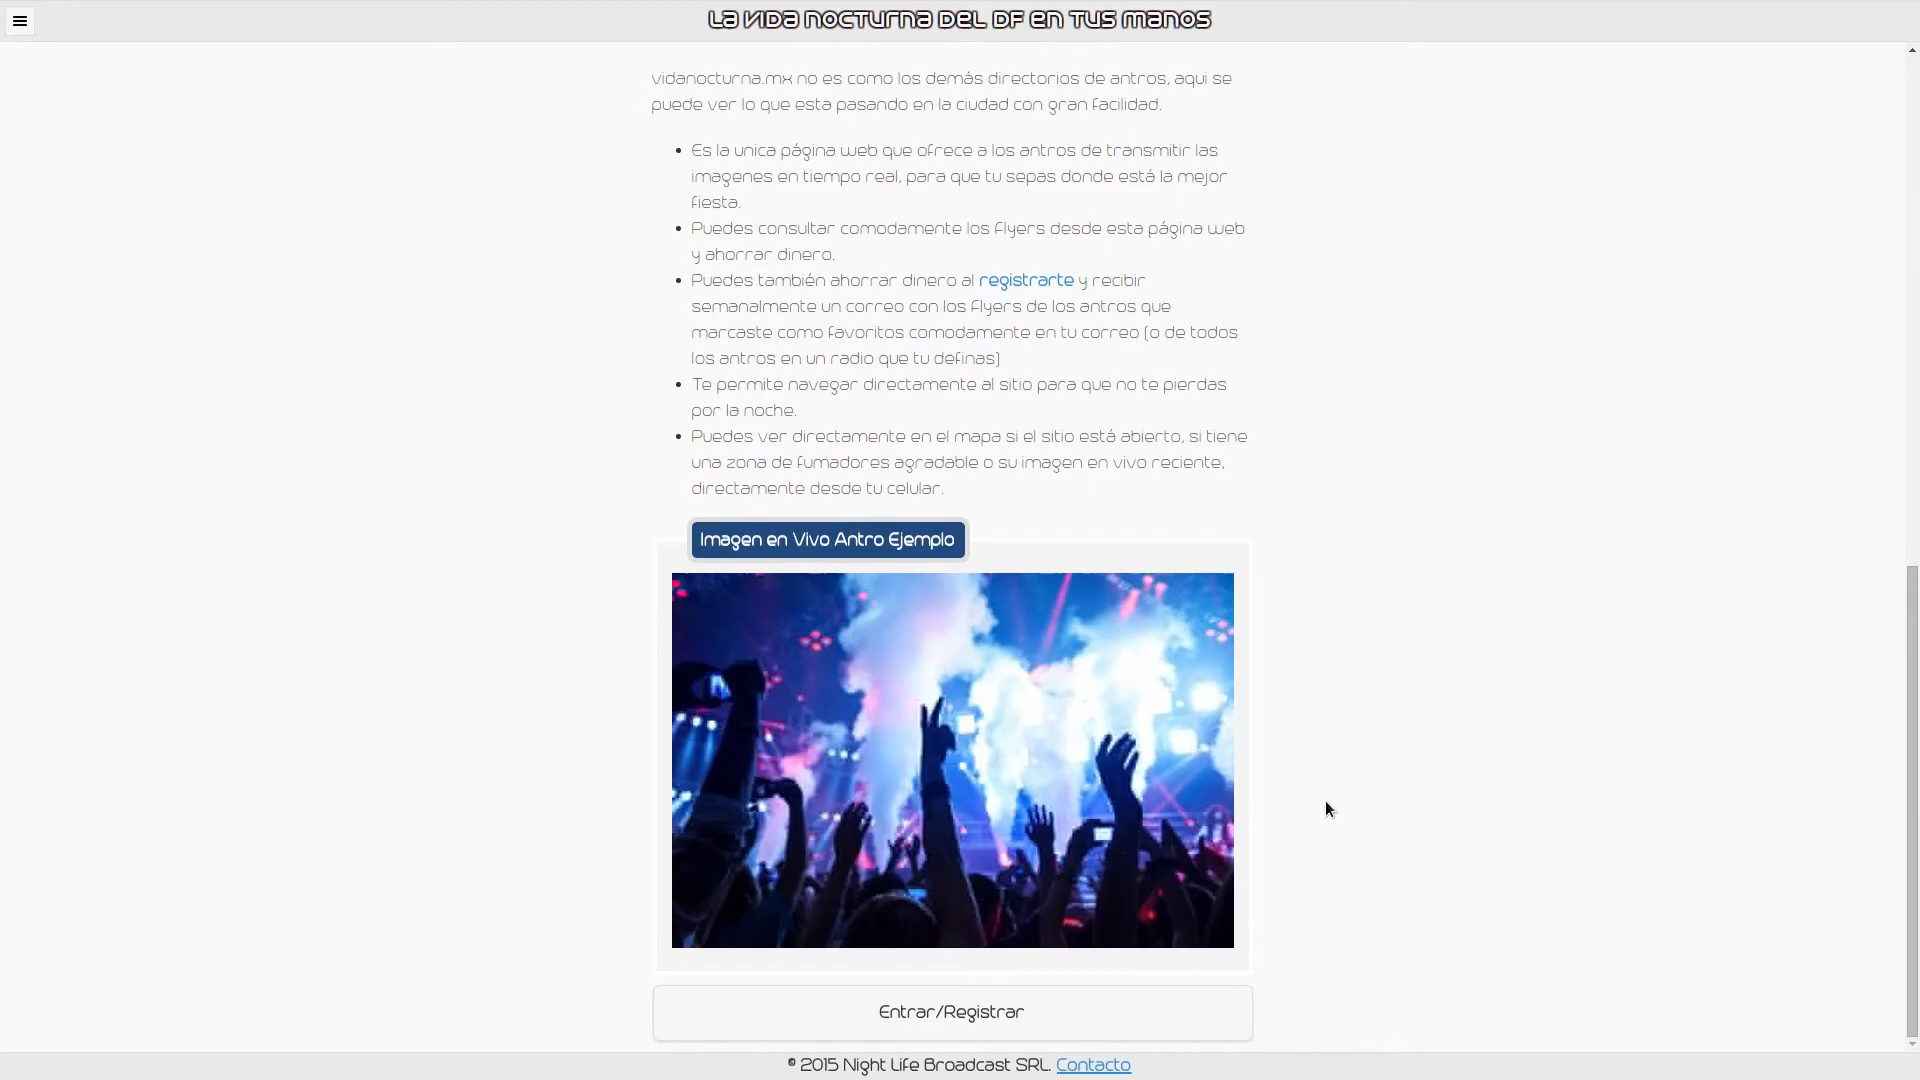 La vida nocturna del DF en tus manos
vidanocturna.mx no es como los demás directorios de antros, aqui se
puede ver lo que esta pasando en la ciudad con gran facilidad.
Es la unica página web que ofrece a los antros de transmitir las
imagenes en tiempo real, para que tu sepas donde está la mejor
fiesta.
Puedes consultar comodamente los flyers desde esta página web
y ahorrar dinero.
Puedes también ahorrar dinero al registrarte y recibir
semanalmente un correo con los flyers de los antros que
marcaste como favoritos comodamente en tu correo (o de todos
los antros en un radio que tu definas)
Te permite navegar directamente al sitio para que no te pierdas
por la noche.
Puedes ver directamente en el mapa si el sitio está abierto, si tiene
una zona de fumadores agradable o su imagen en vivo reciente,
directamente desde tu celular.
Imagen en Vivo Antro Ejemplo
Entrar/Registrar
© 2015 Night Life Broadcast SRL. Contacto